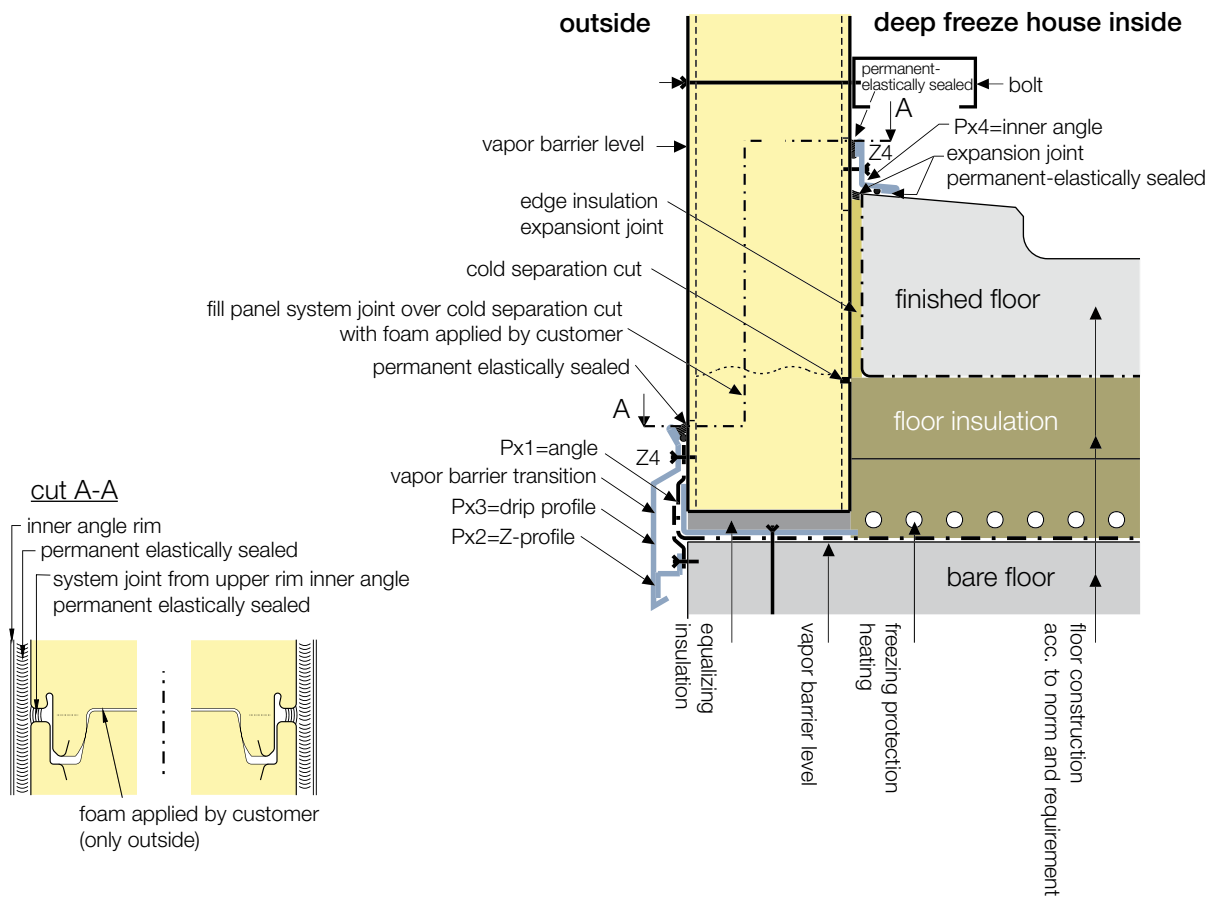 outside
deep freeze house inside
permanent-
elastically sealed
bolt
A
Px4=inner angle
vapor barrier level
Z4
expansion joint
permanent-elastically sealed
edge insulation
expansiont joint
cold separation cut
finished floor
fill panel system joint over cold separation cut
with foam applied by customer
permanent elastically sealed
A
floor insulation
Px1=angle
Z4
vapor barrier transition
Px3=drip profile
Px2=Z-profile
bare floor
cut A-A
inner angle rim
permanent elastically sealed
system joint from upper rim inner angle
permanent elastically sealed
foam applied by customer
(only outside)
equalizing
insulation
vapor barrier level
freezing protection
heating
floor construction
acc. to norm and requirement